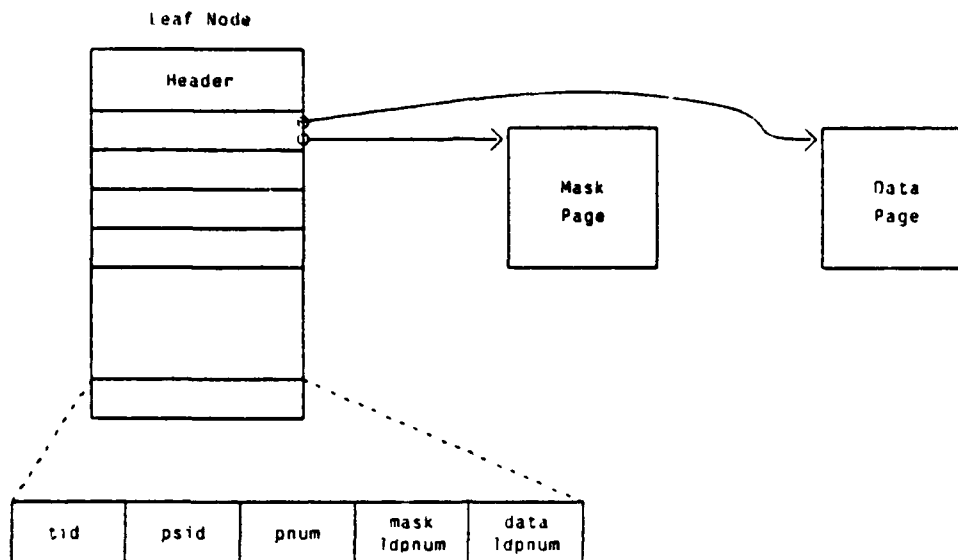 Leaf Node
Header
Mask
Page
Data
Page
tid
psid
pnum
mask
ldpnum
data
ldpnum